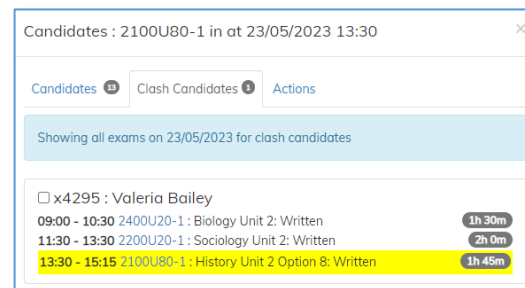 Candidates : 2100U80-1 in at 23/05/2023 13:30 ×
Candidates 13 Clash Candidates 1 Actions
Showing all exams on 23/05/2023 for clash candidates
x4295 : Valeria Bailey
09:00 - 10:30 2400U20-1 : Biology Unit 2: Written 1h 30m
11:30 - 13:30 2200U20-1 : Sociology Unit 2: Written 2h 0m
13:30 - 15:15 2100U80-1 : History Unit 2 Option 8: Written 1h 45m